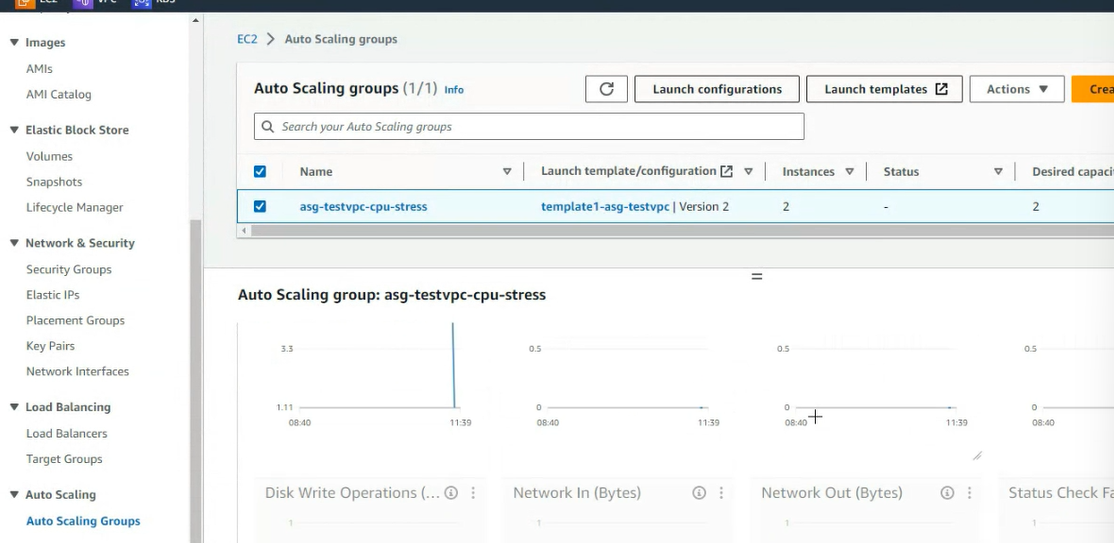 EC2 VPC RDS
Images
AMIs
AMI Catalog
Elastic Block Store
Volumes
Snapshots
Lifecycle Manager
Network & Security
Security Groups
Elastic IPs
Placement Groups
Key Pairs
Network Interfaces
Load Balancing
Load Balancers
Target Groups
Auto Scaling
Auto Scaling Groups
EC2 > Auto Scaling groups
Auto Scaling groups (1/1) Info
Launch configurations
Launch templates
Actions
Crea
Search your Auto Scaling groups
Name Launch template/configuration Instances Status Desired capacit
asg-testvpc-cpu-stress template1-asg-testvpc | Version 2 2 - 2
Auto Scaling group: asg-testvpc-cpu-stress
3.3 0.5 0.5 0.5
1.11 0 0 0
08:40 11:39 08:40 11:39 08:40 11:39 08:40
Disk Write Operations (... Network In (Bytes) Network Out (Bytes) Status Check Fa
1 1 1 1